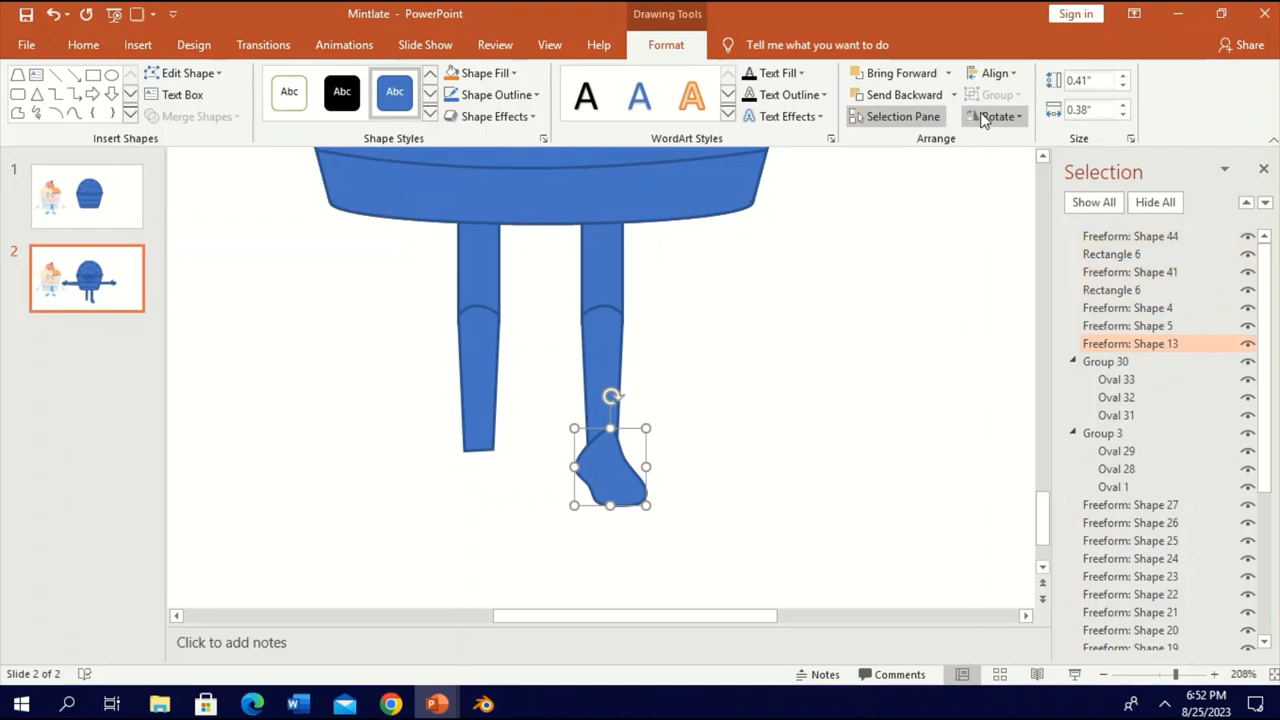 Mintlate - PowerPoint
Drawing Tools
Sign in
File
Home
Insert
Design
Transitions
Animations
Slide Show
Review
View
Help
Format
Tell me what you want to do
Share
Edit Shape
Text Box
Merge Shapes
Insert Shapes
Abc
Abc
Abc
Shape Fill
Shape Outline
Shape Effects
Shape Styles
A
A
A
Text Fill
Text Outline
Text Effects
WordArt Styles
Bring Forward
Send Backward
Selection Pane
Align
Group
Rotate
Arrange
0.41"
0.38"
Size
1
2
Selection
Show All
Hide All
Freeform: Shape 44
Rectangle 6
Freeform: Shape 41
Rectangle 6
Freeform: Shape 4
Freeform: Shape 5
Freeform: Shape 13
Group 30
Oval 33
Oval 32
Oval 31
Group 3
Oval 29
Oval 28
Oval 1
Freeform: Shape 27
Freeform: Shape 26
Freeform: Shape 25
Freeform: Shape 24
Freeform: Shape 23
Freeform: Shape 22
Freeform: Shape 21
Freeform: Shape 20
Freeform: Shape 19
Click to add notes
Slide 2 of 2
Notes
Comments
208%
6:52 PM
8/25/2023